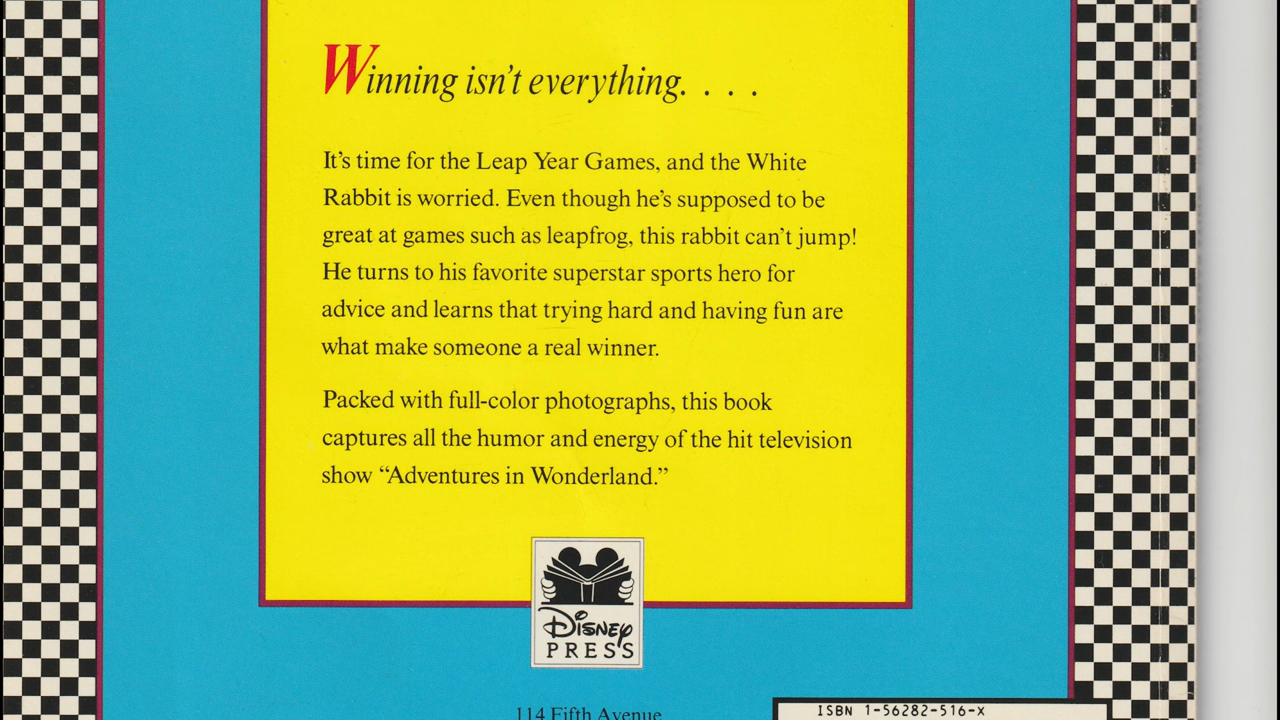 Winning isn't everything. . . .
It's time for the Leap Year Games, and the White
Rabbit is worried. Even though he's supposed to be
great at games such as leapfrog, this rabbit can't jump!
He turns to his favorite superstar sports hero for
advice and learns that trying hard and having fun are
what make someone a real winner.
Packed with full-color photographs, this book
captures all the humor and energy of the hit television
show “Adventures in Wonderland.”
Disney
PRESS
114 Fifth Avenue
ISBN 1-56282-516-X